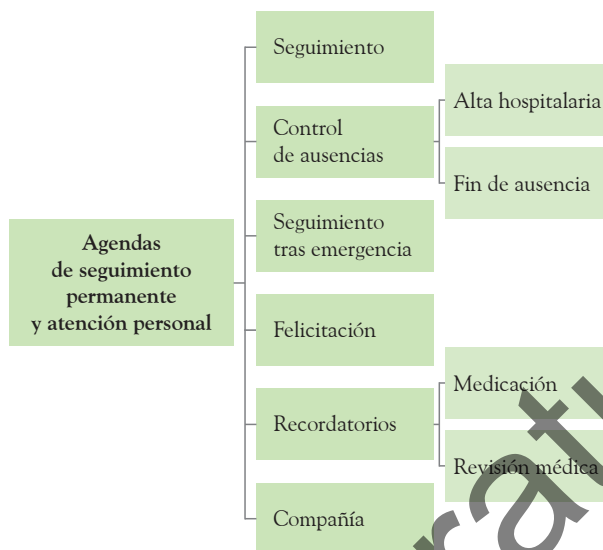 Agendas
de seguimiento
permanente
y atención personal
Seguimiento
Control
de ausencias
Alta hospitalaria
Fin de ausencia
Seguimiento
tras emergencia
Felicitación
Recordatorios
Medicación
Revisión médica
Compañía